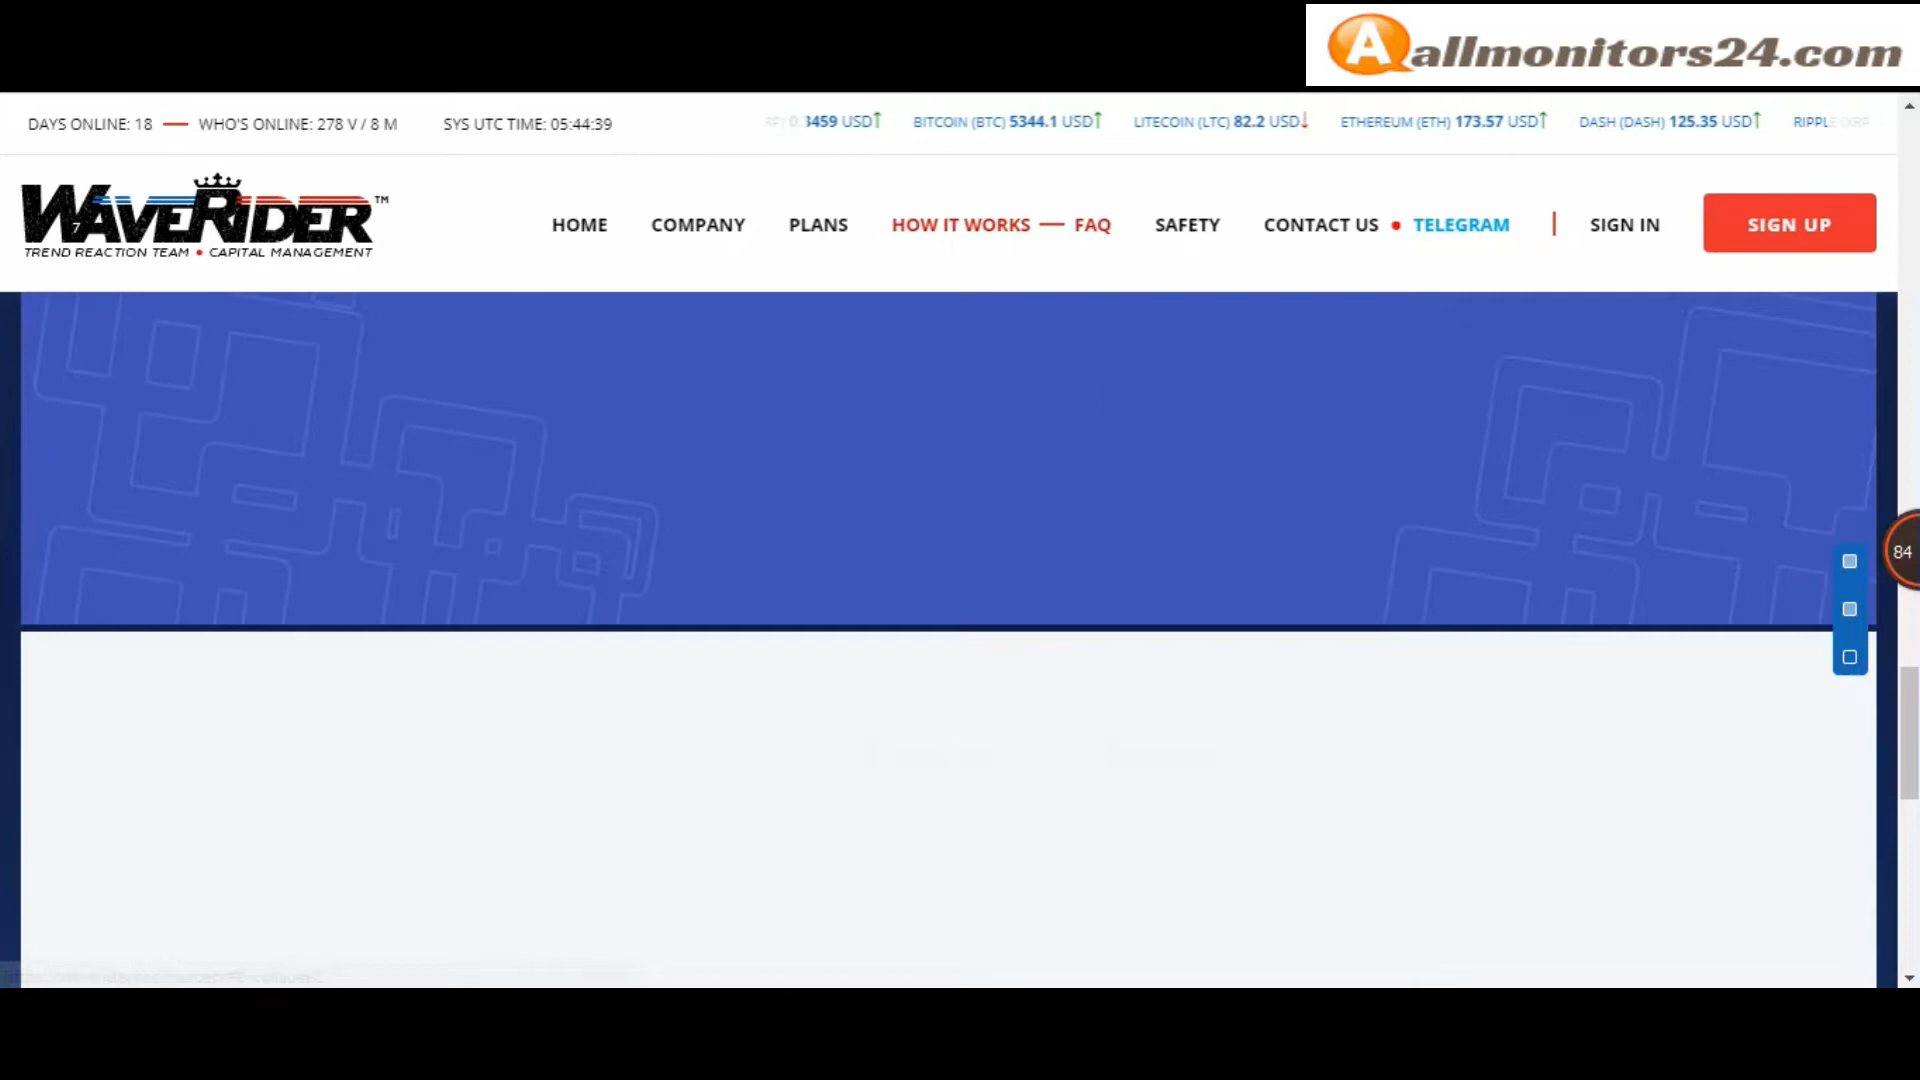 allmonitors24.com
DAYS ONLINE: 18 — WHO'S ONLINE: 278 V / 8 M SYS UTC TIME: 05:44:39
3459 USD↑ BITCOIN (BTC) 5344.1 USD↑ LITECOIN (LTC) 82.2 USD↓ ETHEREUM (ETH) 173.57 USD↑ DASH (DASH) 125.35 USD↑ RIPPLE
WAVERIDER™
7
TREND REACTION TEAM • CAPITAL MANAGEMENT
HOME COMPANY PLANS HOW IT WORKS — FAQ SAFETY CONTACT US • TELEGRAM | SIGN IN SIGN UP
84